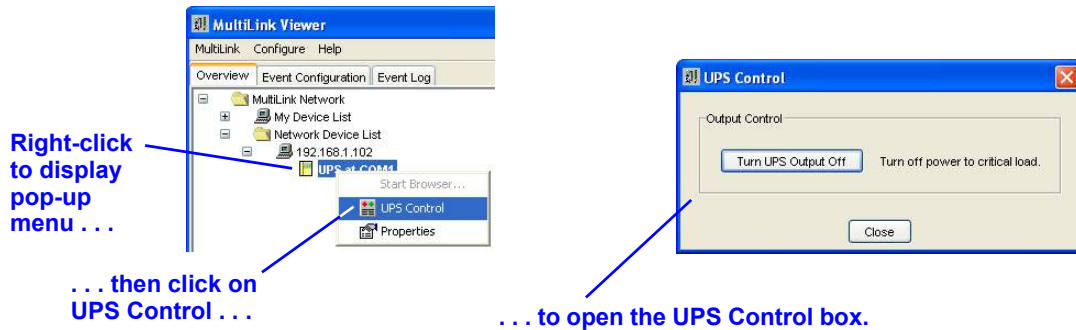 MultiLink Viewer
MultiLink Configure Help
Overview Event Configuration Event Log
MultiLink Network
My Device List
Network Device List
192.168.1.102
UPS at COM1
Start Browser...
UPS Control
Properties
Right-click
to display
pop-up
menu . . .
. . . then click on
UPS Control . . .
UPS Control
Output Control
Turn UPS Output Off Turn off power to critical load.
Close
. . . to open the UPS Control box.